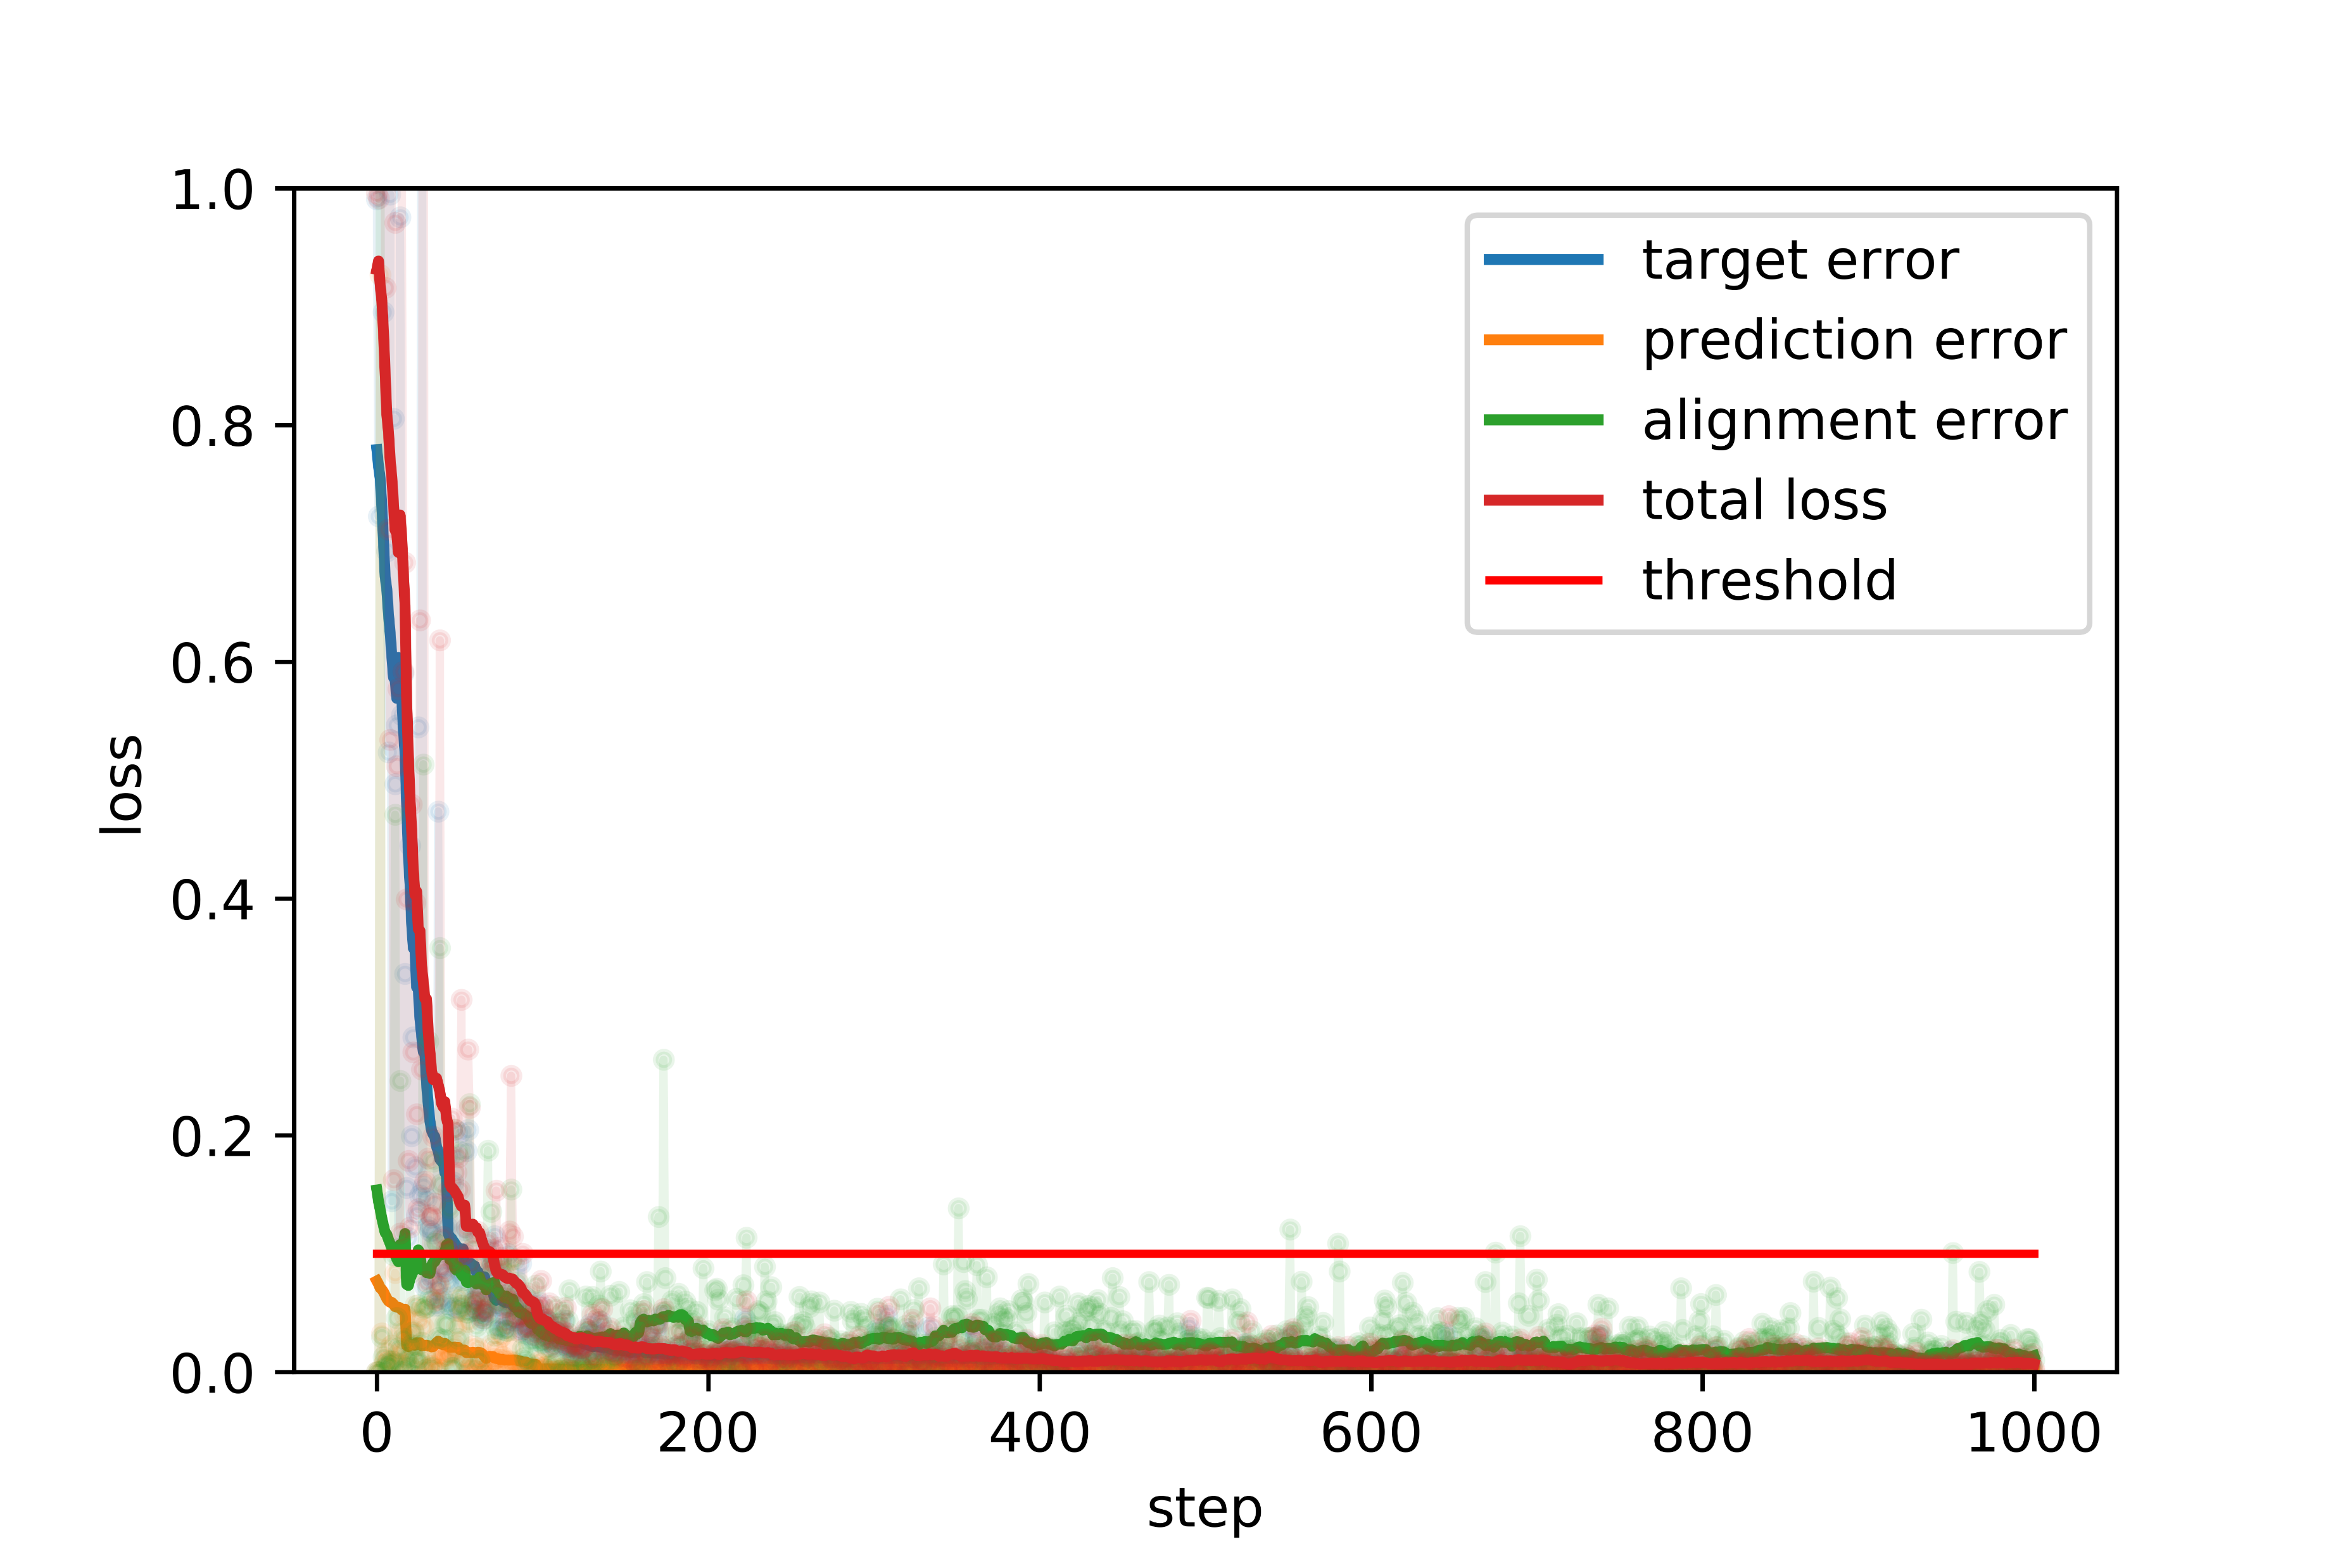 1.0
0.8
0.6
0.4
0.2
0.0
loss
target error
prediction error
alignment error
total loss
threshold
0 200 400 600 800 1000
step